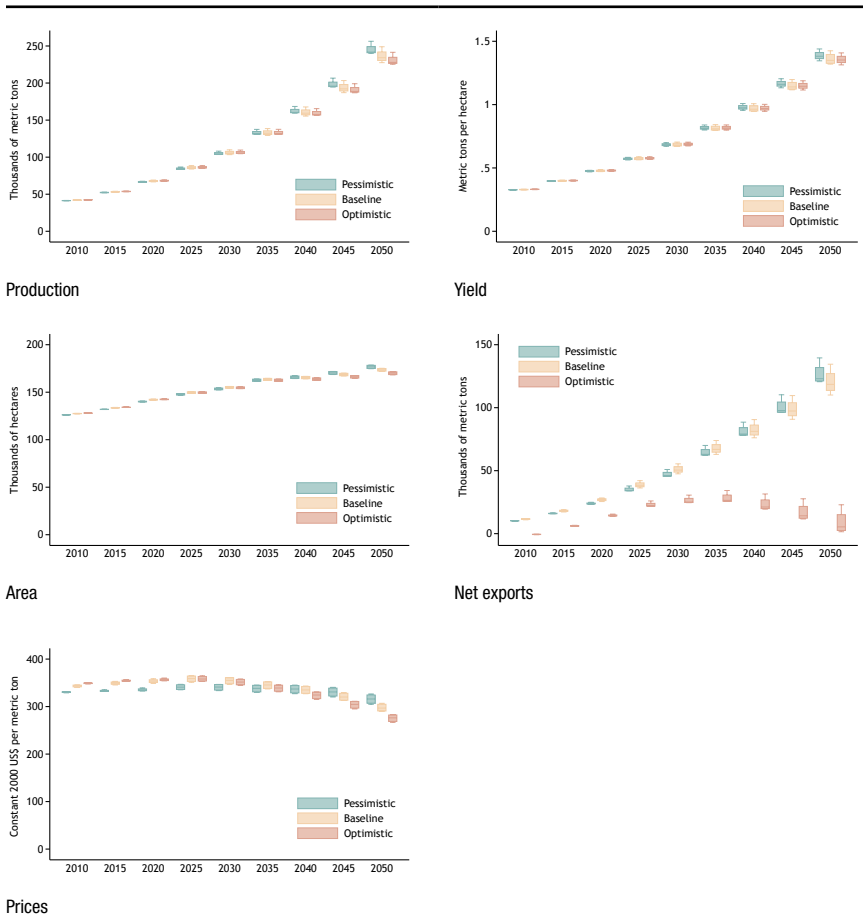 Thousands of metric tons
250
200
150
100
50
0
Pessimistic
Baseline
Optimistic
2010 2015 2020 2025 2030 2035 2040 2045 2050
Production
Metric tons per hectare
1.5
1
.5
0
Pessimistic
Baseline
Optimistic
2010 2015 2020 2025 2030 2035 2040 2045 2050
Yield
Thousands of hectares
200
150
100
50
0
Pessimistic
Baseline
Optimistic
2010 2015 2020 2025 2030 2035 2040 2045 2050
Area
Thousands of metric tons
150
100
50
0
Pessimistic
Baseline
Optimistic
2010 2015 2020 2025 2030 2035 2040 2045 2050
Net exports
Constant 2000 US$ per metric ton
400
300
200
100
0
Pessimistic
Baseline
Optimistic
2010 2015 2020 2025 2030 2035 2040 2045 2050
Prices